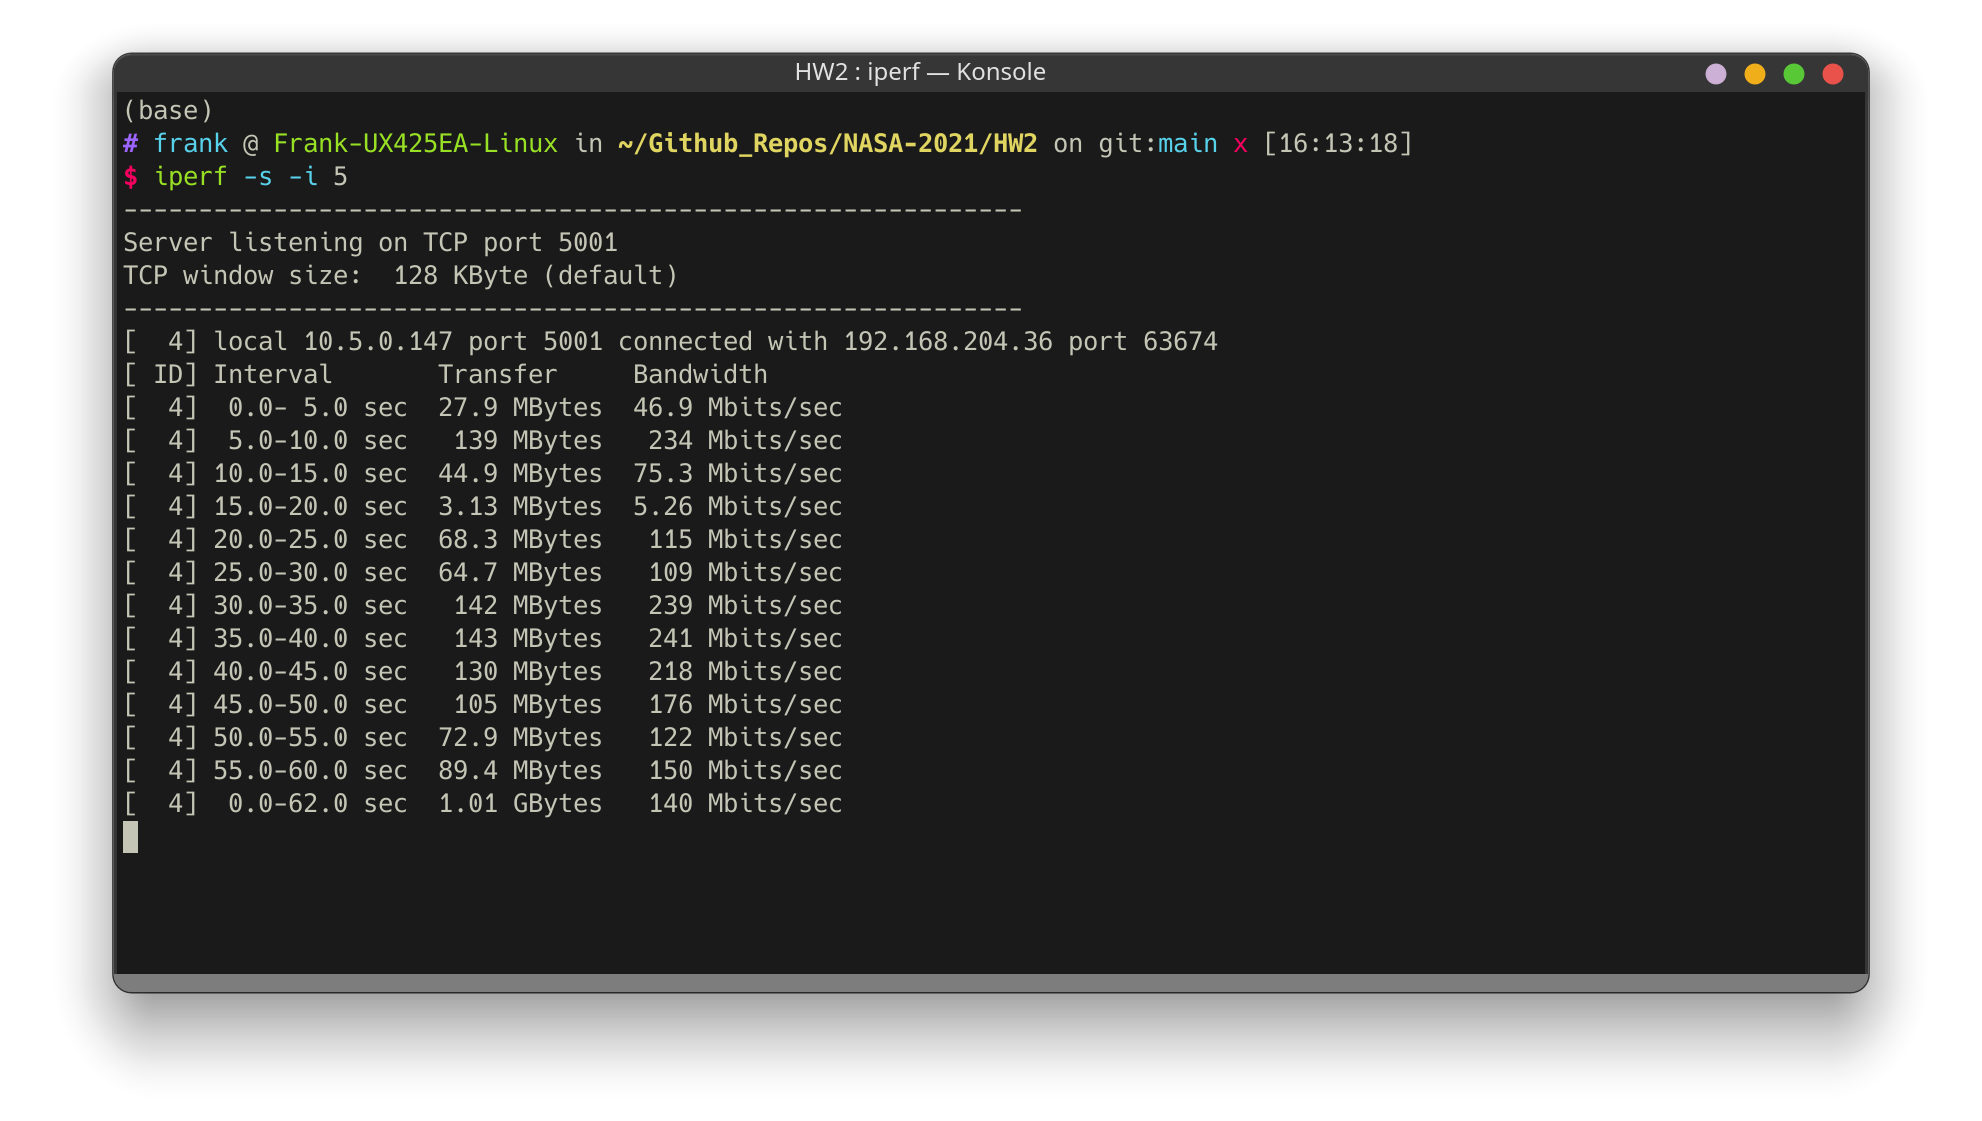 HW2 : iperf — Konsole
(base)
# frank @ Frank-UX425EA-Linux in ~/Github_Repos/NASA-2021/HW2 on git:main x [16:13:18]
$ iperf -s -i 5
------------------------------------------------------------
Server listening on TCP port 5001
TCP window size:  128 KByte (default)
------------------------------------------------------------
[  4] local 10.5.0.147 port 5001 connected with 192.168.204.36 port 63674
[ ID] Interval       Transfer     Bandwidth
[  4]  0.0- 5.0 sec  27.9 MBytes  46.9 Mbits/sec
[  4]  5.0-10.0 sec   139 MBytes   234 Mbits/sec
[  4] 10.0-15.0 sec  44.9 MBytes  75.3 Mbits/sec
[  4] 15.0-20.0 sec  3.13 MBytes  5.26 Mbits/sec
[  4] 20.0-25.0 sec  68.3 MBytes   115 Mbits/sec
[  4] 25.0-30.0 sec  64.7 MBytes   109 Mbits/sec
[  4] 30.0-35.0 sec   142 MBytes   239 Mbits/sec
[  4] 35.0-40.0 sec   143 MBytes   241 Mbits/sec
[  4] 40.0-45.0 sec   130 MBytes   218 Mbits/sec
[  4] 45.0-50.0 sec   105 MBytes   176 Mbits/sec
[  4] 50.0-55.0 sec  72.9 MBytes   122 Mbits/sec
[  4] 55.0-60.0 sec  89.4 MBytes   150 Mbits/sec
[  4]  0.0-62.0 sec  1.01 GBytes   140 Mbits/sec